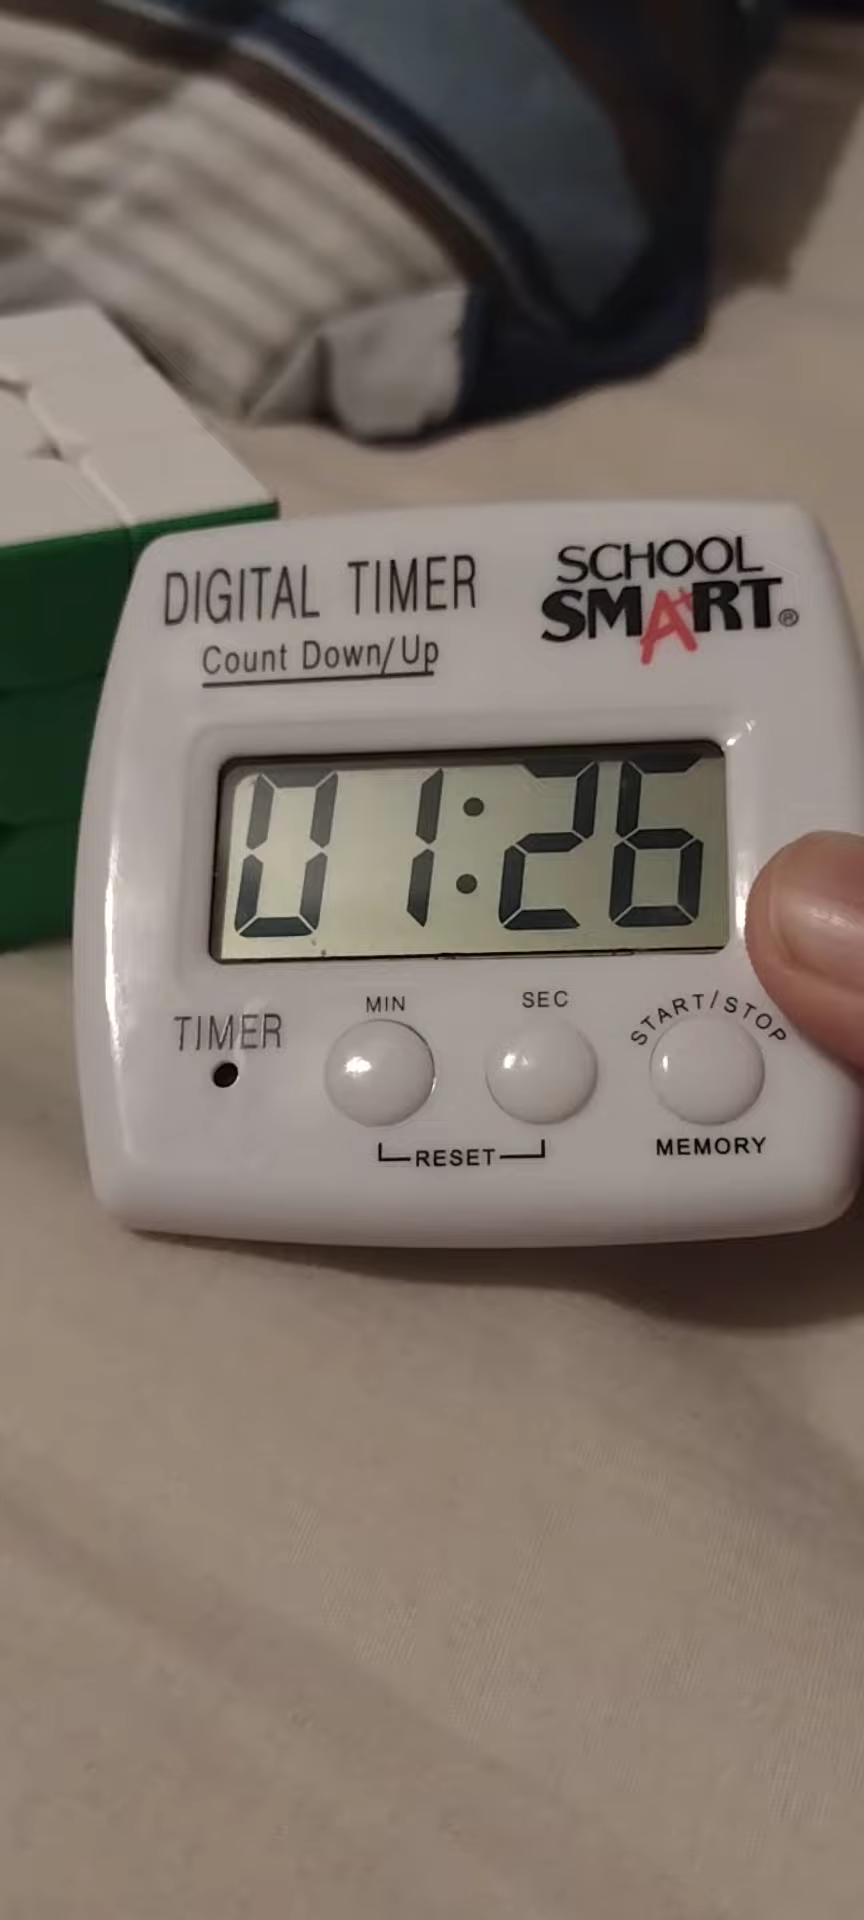 DIGITAL TIMER
Count Down/Up
SCHOOL
SMART®
01:26
TIMER
MIN
SEC
START/STOP
RESET
MEMORY